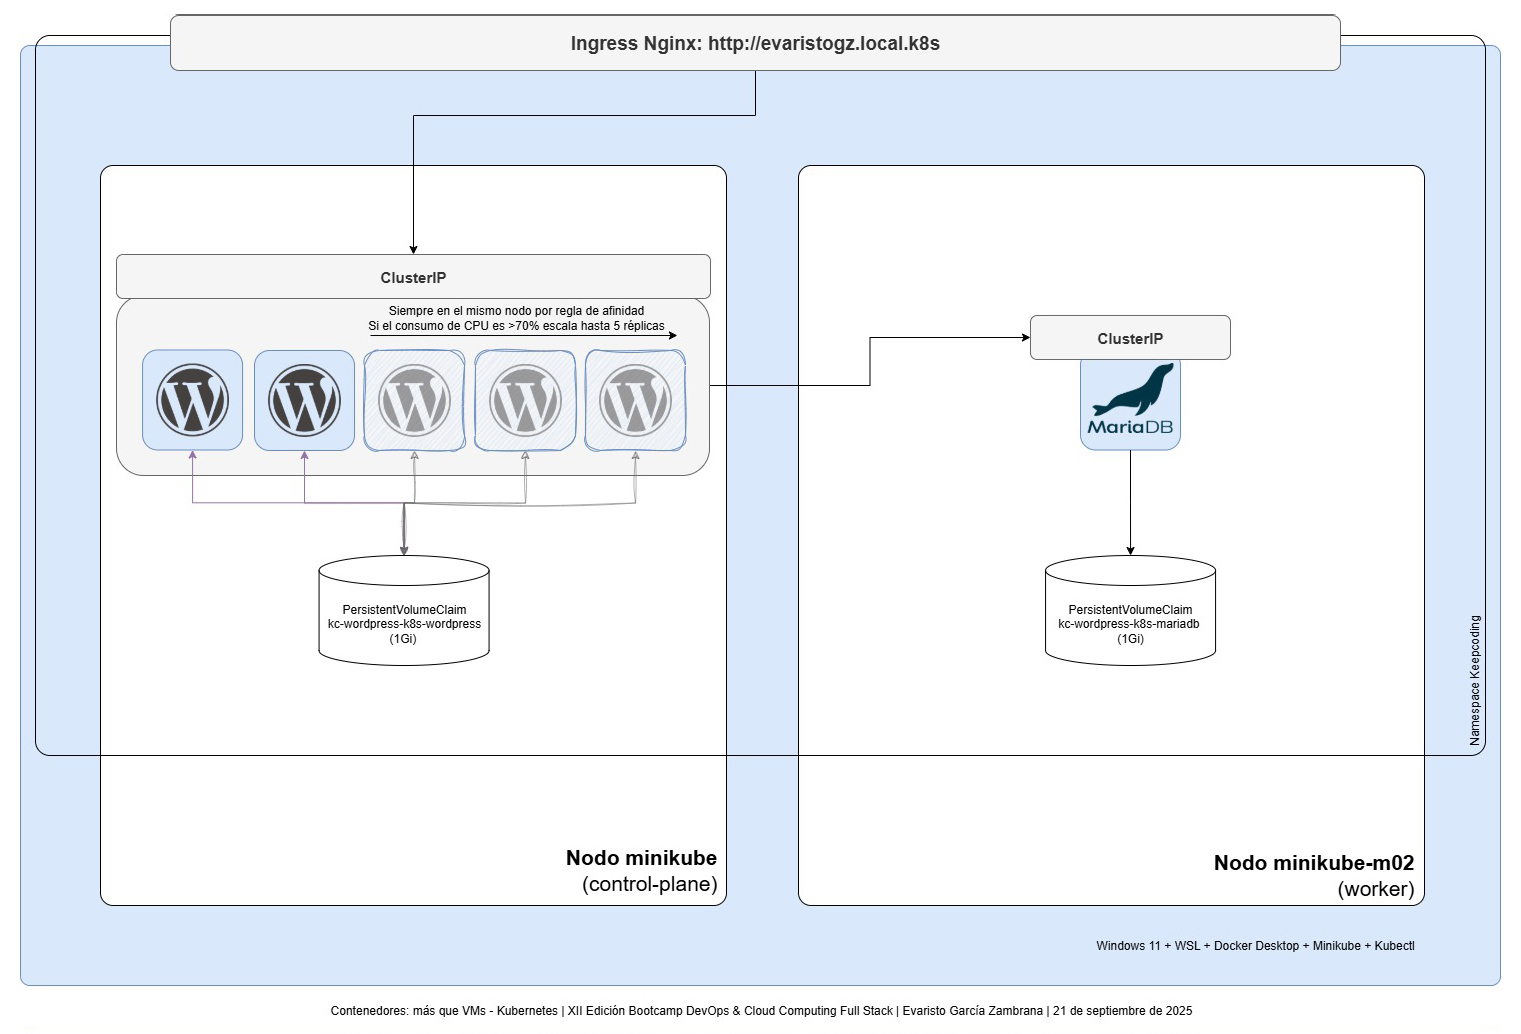 Ingress Nginx: http://evaristogz.local.k8s
ClusterIP
Siempre en el mismo nodo por regla de afinidad
Si el consumo de CPU es >70% escala hasta 5 réplicas
ClusterIP
MariaDB
PersistentVolumeClaim
kc-wordpress-k8s-wordpress
(1Gi)
PersistentVolumeClaim
kc-wordpress-k8s-mariadb
(1Gi)
Namespace Keepcoding
Nodo minikube
(control-plane)
Nodo minikube-m02
(worker)
Windows 11 + WSL + Docker Desktop + Minikube + Kubectl
Contenedores: más que VMs - Kubernetes | XII Edición Bootcamp DevOps & Cloud Computing Full Stack | Evaristo García Zambrana | 21 de septiembre de 2025